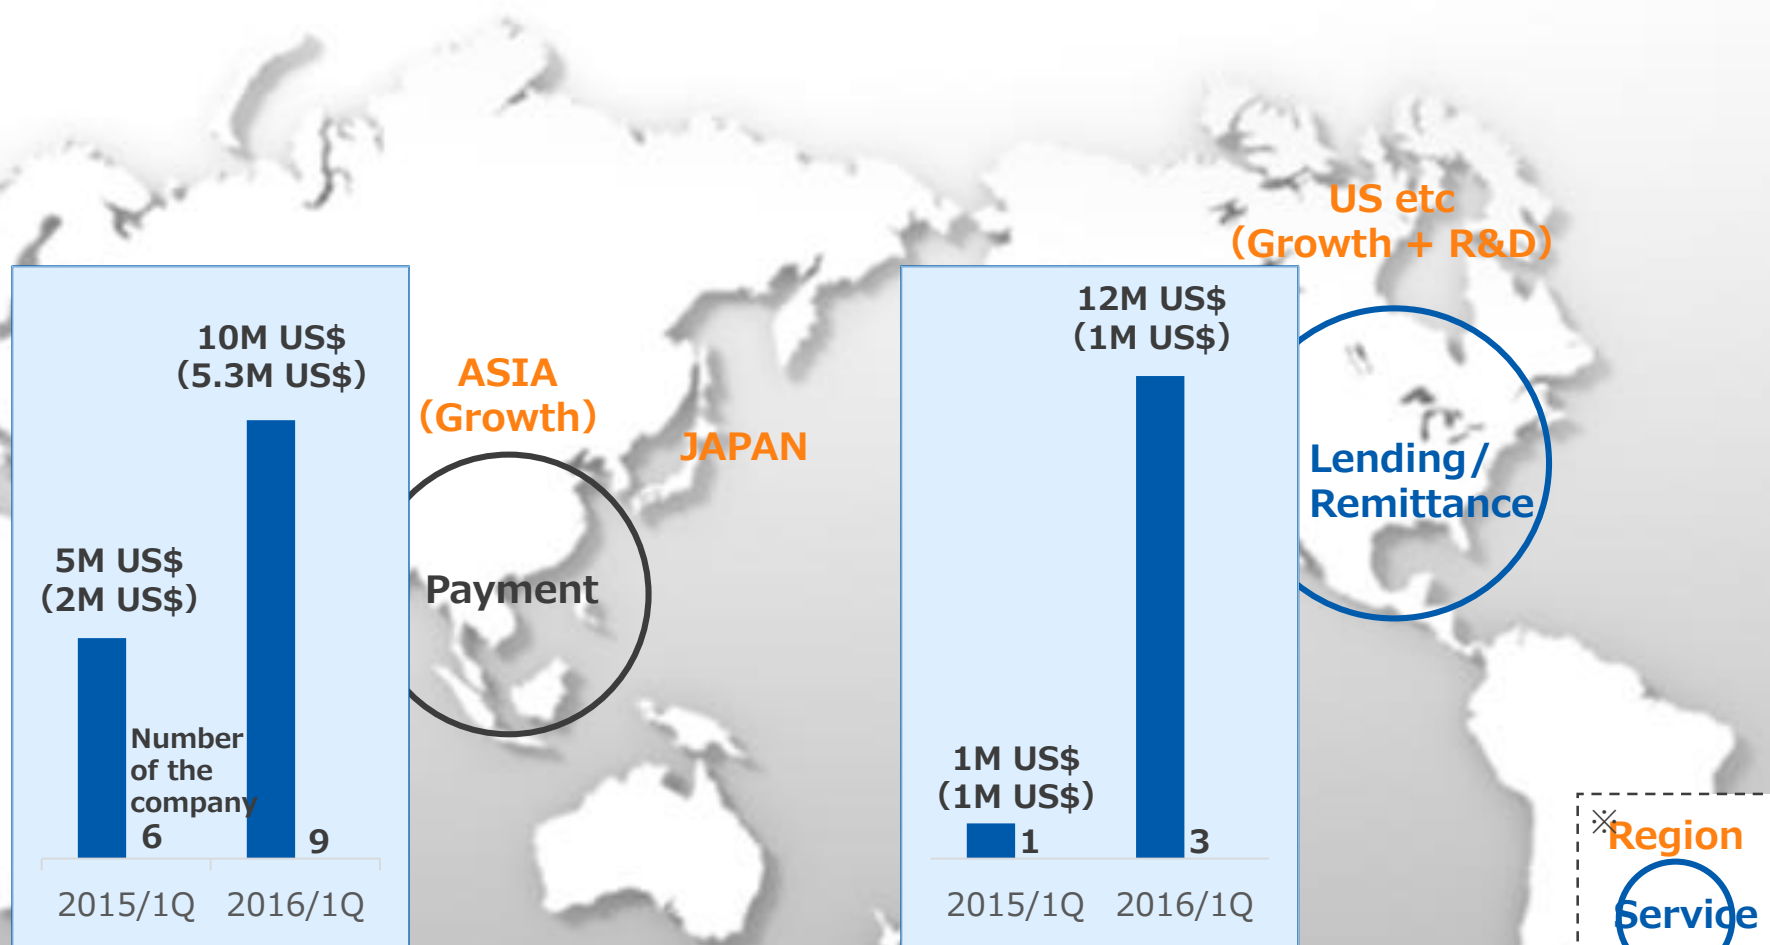 US etc
(Growth + R&D)
10M US$
(5.3M US$)
5M US$
(2M US$)
Number
of the
company
6
9
2015/1Q
2016/1Q
ASIA
(Growth)
JAPAN
Payment
12M US$
(1M US$)
1M US$
(1M US$)
1
3
2015/1Q
2016/1Q
Lending/
Remittance
※Region
Service